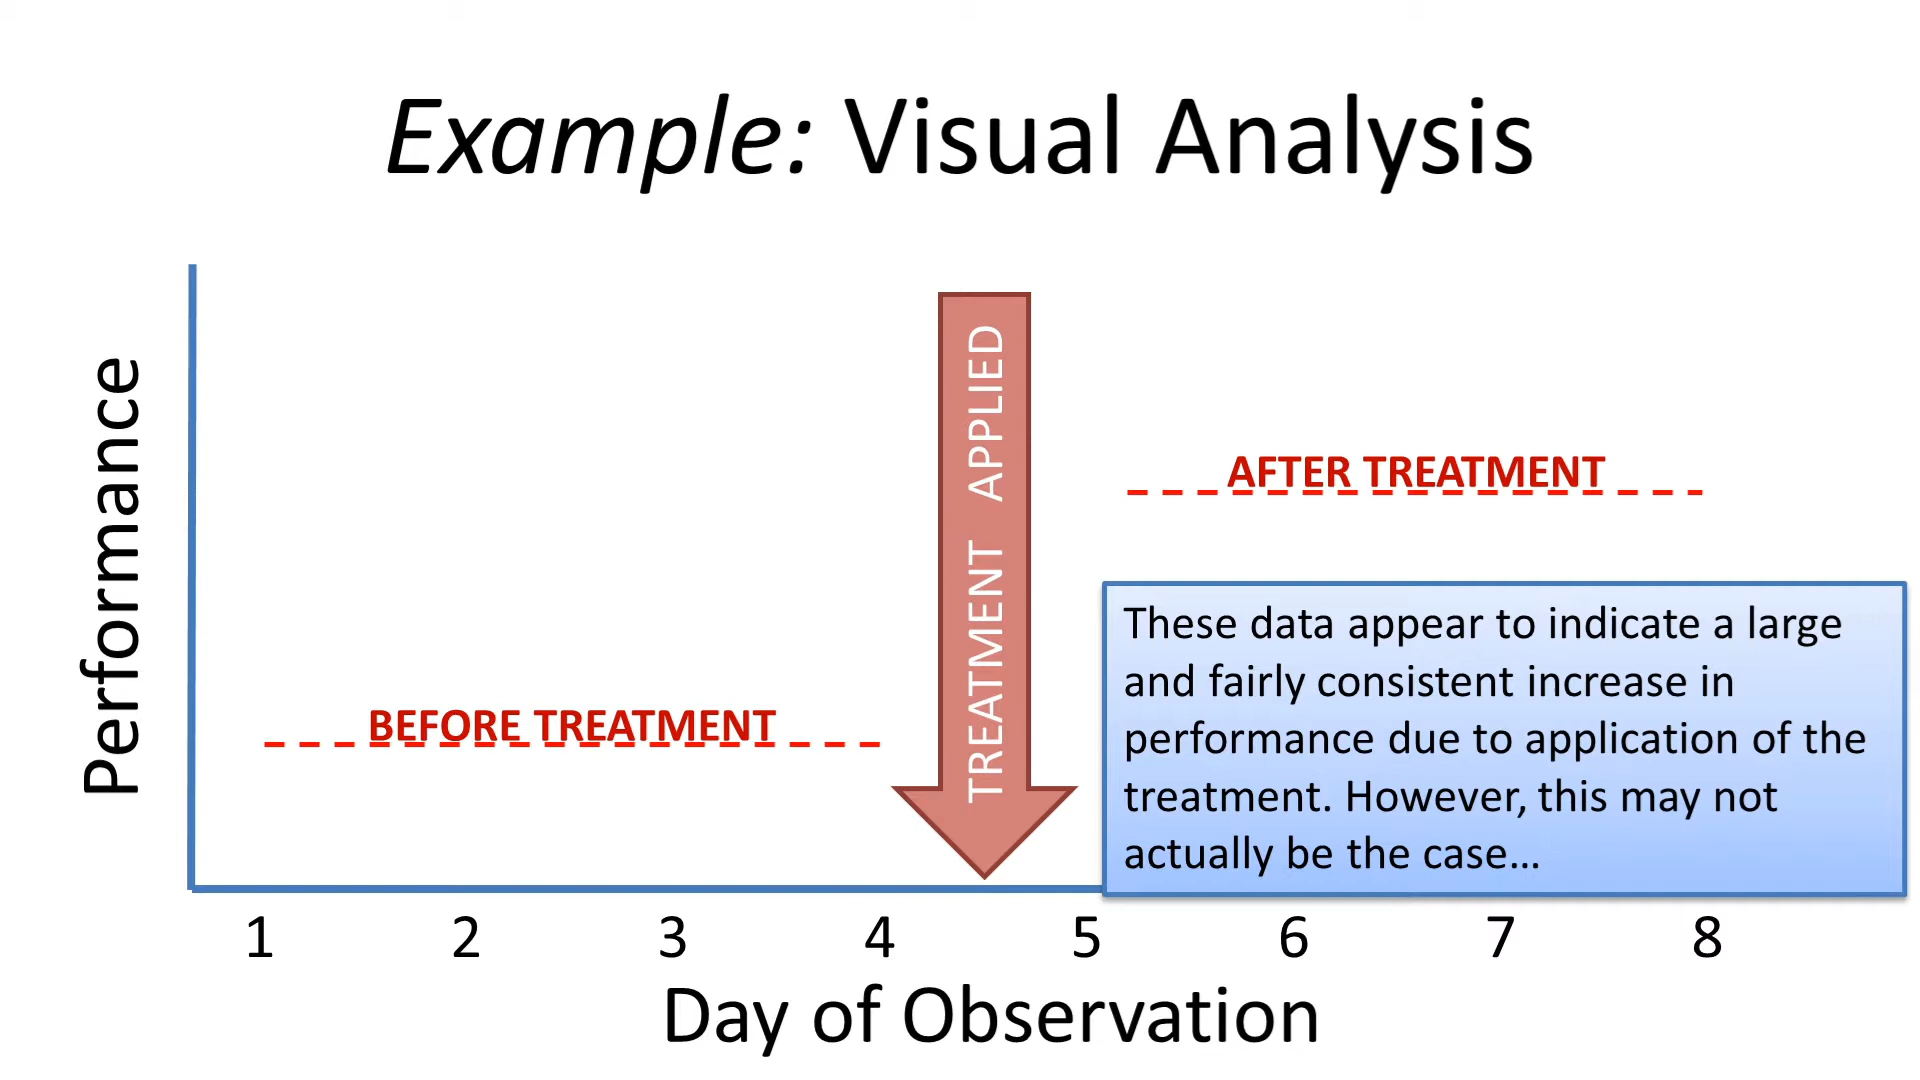 Example: Visual Analysis
Performance
TREATMENT APPLIED
AFTER TREATMENT
BEFORE TREATMENT
These data appear to indicate a large
and fairly consistent increase in
performance due to application of the
treatment. However, this may not
actually be the case…
1 2 3 4 5 6 7 8
Day of Observation